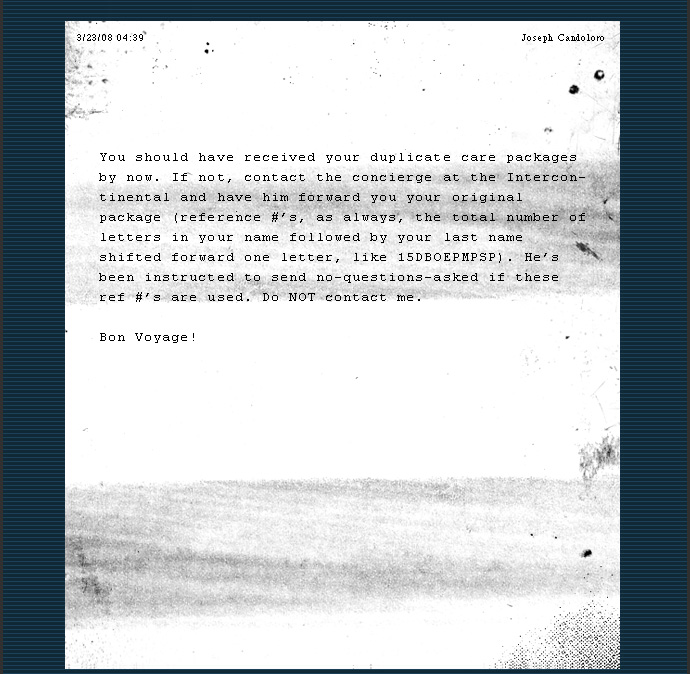 3/23/08 04:39 Joseph Candoloro
You should have received your duplicate care packages
by now. If not, contact the concierge at the Intercon-
tinental and have him forward you your original
package (reference #'s, as always, the total number of
letters in your name followed by your last name
shifted forward one letter, like 15DBOEPMPSP). He's
been instructed to send no-questions-asked if these
ref #'s are used. Do NOT contact me.
Bon Voyage!